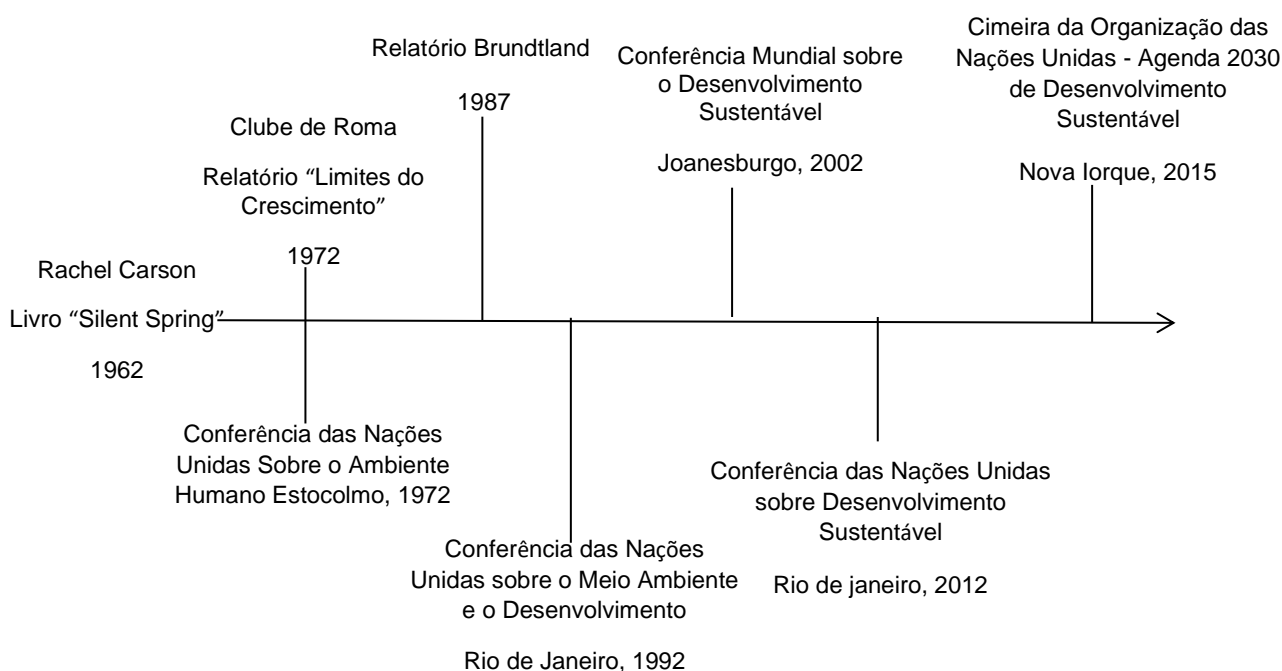 Rachel Carson
Livro “Silent Spring”
1962
Clube de Roma
Relatório “Limites do
Crescimento”
1972
Conferência das Nações
Unidas Sobre o Ambiente
Humano Estocolmo, 1972
Relatório Brundtland
1987
Conferência das Nações
Unidas sobre o Meio Ambiente
e o Desenvolvimento
Rio de Janeiro, 1992
Conferência Mundial sobre
o Desenvolvimento
Sustentável
Joanesburgo, 2002
Conferência das Nações Unidas
sobre Desenvolvimento
Sustentável
Rio de janeiro, 2012
Cimeira da Organização das
Nações Unidas - Agenda 2030
de Desenvolvimento
Sustentável
Nova Iorque, 2015